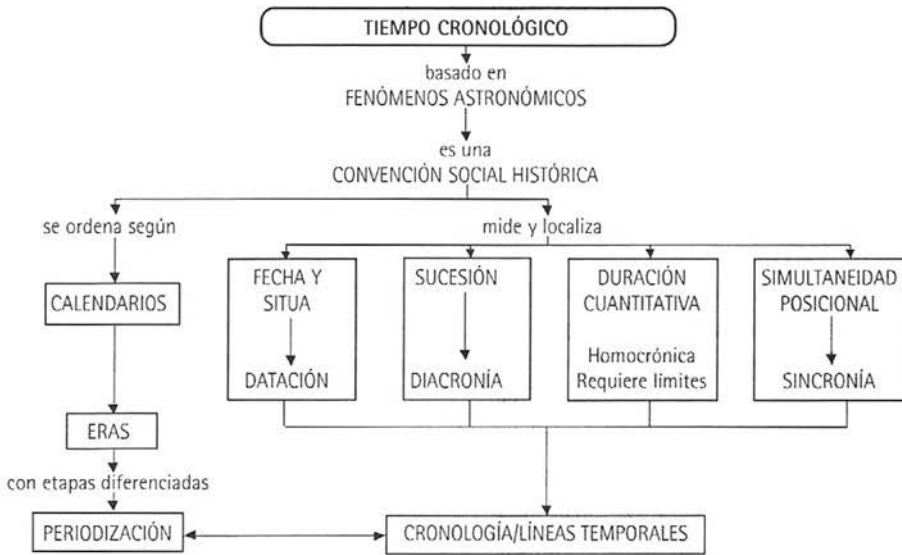 TIEMPO CRONOLÓGICO
basado en
FENÓMENOS ASTRONÓMICOS
es una
CONVENCIÓN SOCIAL HISTÓRICA
se ordena según
CALENDARIOS
ERAS
con etapas diferenciadas
PERIODIZACIÓN
mide y localiza
FECHA Y
SITUA
DATACIÓN
SUCESIÓN
DIACRONÍA
DURACIÓN
CUANTITATIVA
Homocrónica
Requiere límites
SIMULTANEIDAD
POSICIONAL
SINCRONÍA
CRONOLOGÍA/LÍNEAS TEMPORALES